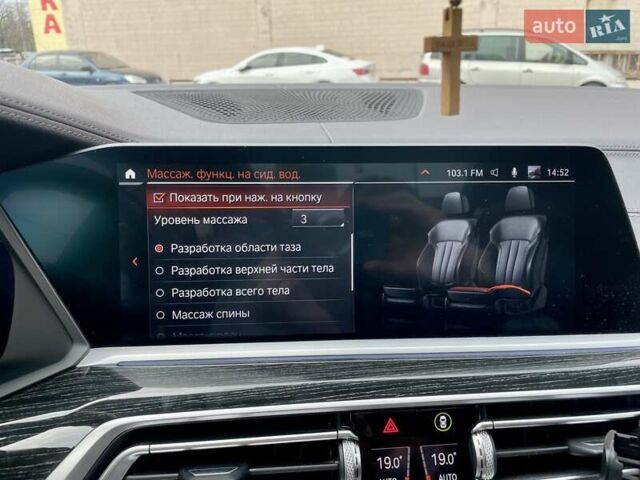 RA
auto RIA
Массаж. функц. на сид. вод.
103.1 FM
14:52
Показать при наж. на кнопку
Уровень массажа 3
Разработка области таза
Разработка верхней части тела
Разработка всего тела
Массаж спины
19.0°
AUTO
19.0°
AUTO